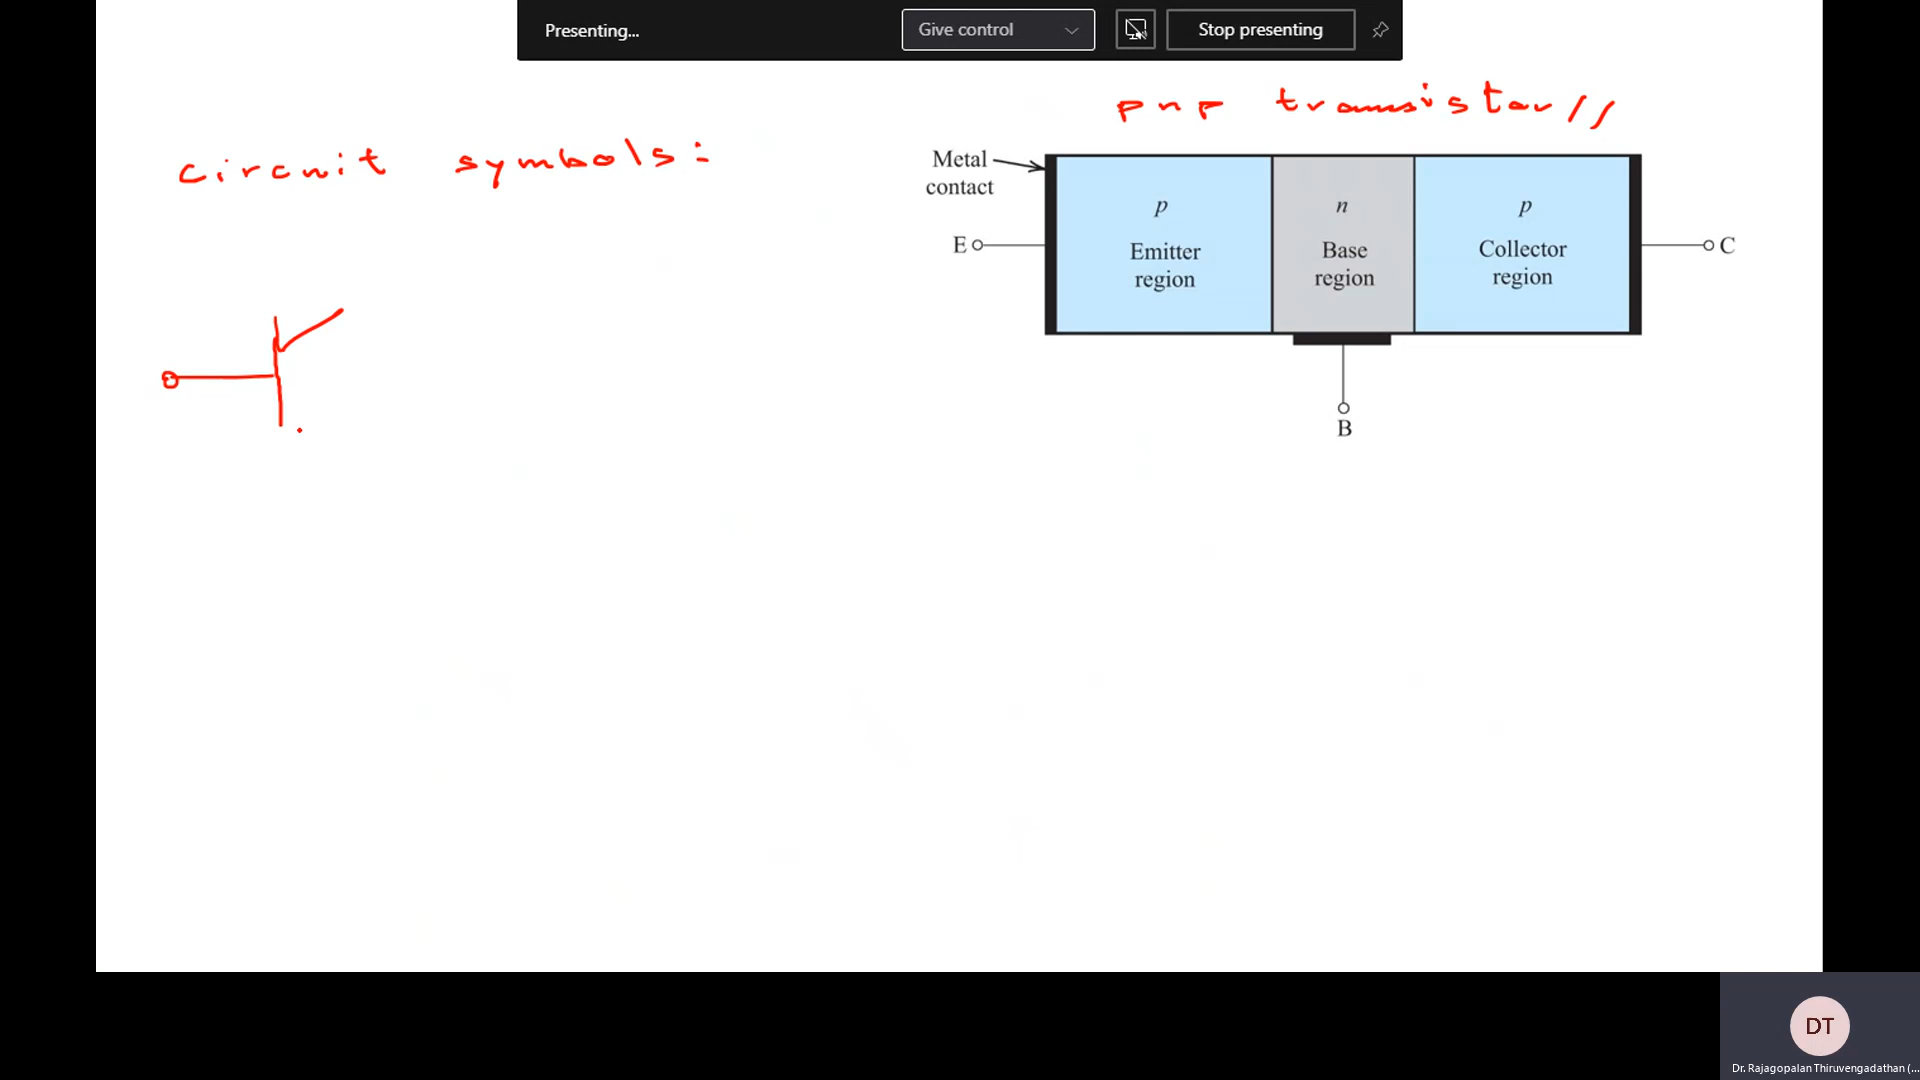 Presenting...
Give control
Stop presenting
pnp transistor //
circuit symbols:
Metal
contact
p
n
p
E
Emitter
region
Base
region
Collector
region
C
B
DT
Dr. Rajagopalan Thiruvengadathan (...